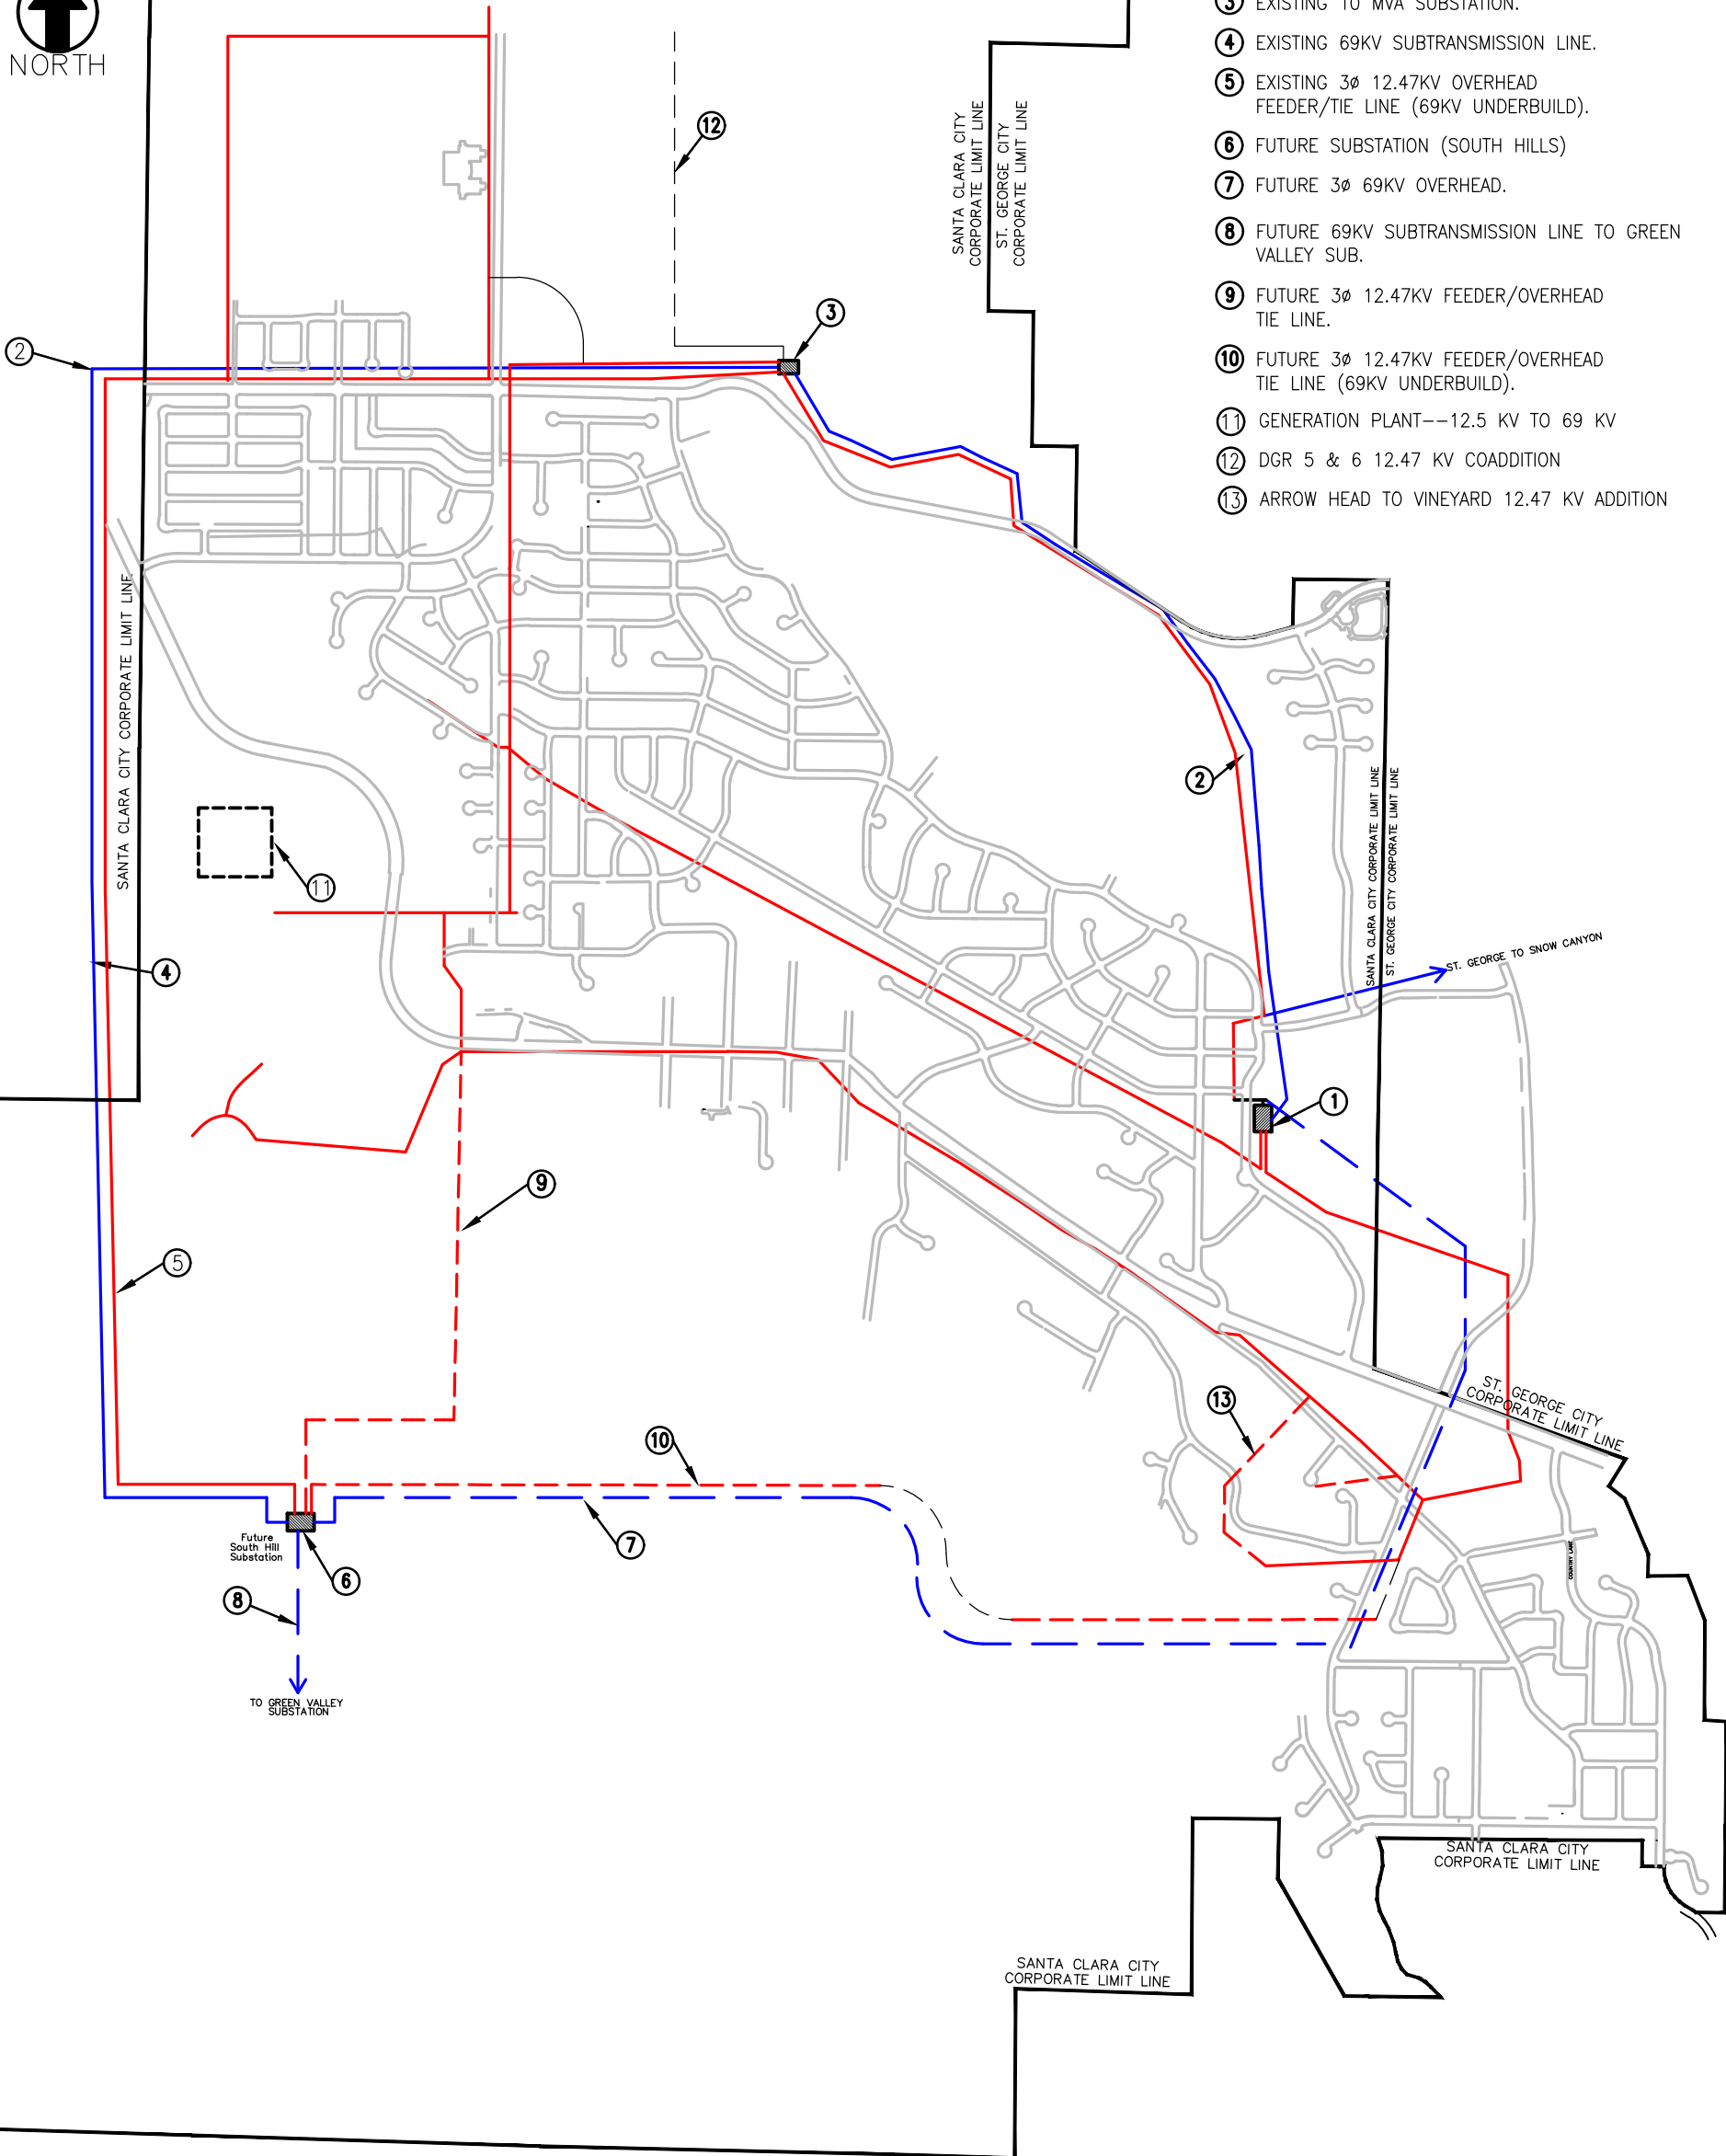 NORTH
3 EXISTING 10 MVA SUBSTATION.
4 EXISTING 69KV SUBTRANSMISSION LINE.
5 EXISTING 3ø 12.47KV OVERHEAD
FEEDER/TIE LINE (69KV UNDERBUILD).
6 FUTURE SUBSTATION (SOUTH HILLS)
7 FUTURE 3ø 69KV OVERHEAD.
8 FUTURE 69KV SUBTRANSMISSION LINE TO GREEN
VALLEY SUB.
9 FUTURE 3ø 12.47KV FEEDER/OVERHEAD
TIE LINE.
10 FUTURE 3ø 12.47KV FEEDER/OVERHEAD
TIE LINE (69KV UNDERBUILD).
11 GENERATION PLANT--12.5 KV TO 69 KV
12 DGR 5 & 6 12.47 KV COADDITION
13 ARROW HEAD TO VINEYARD 12.47 KV ADDITION
12
SANTA CLARA CITY
CORPORATE LIMIT LINE
ST. GEORGE CITY
CORPORATE LIMIT LINE
3
2
SANTA CLARA CITY CORPORATE LIMIT LINE
2
SANTA CLARA CITY CORPORATE LIMIT LINE
ST. GEORGE CITY CORPORATE LIMIT LINE
11
ST. GEORGE TO SNOW CANYON
4
1
9
5
13
ST. GEORGE CITY
CORPORATE LIMIT LINE
10
Future
South Hill
Substation
7
6
8
COUNTRY LANE
TO GREEN VALLEY
SUBSTATION
SANTA CLARA CITY
CORPORATE LIMIT LINE
SANTA CLARA CITY
CORPORATE LIMIT LINE